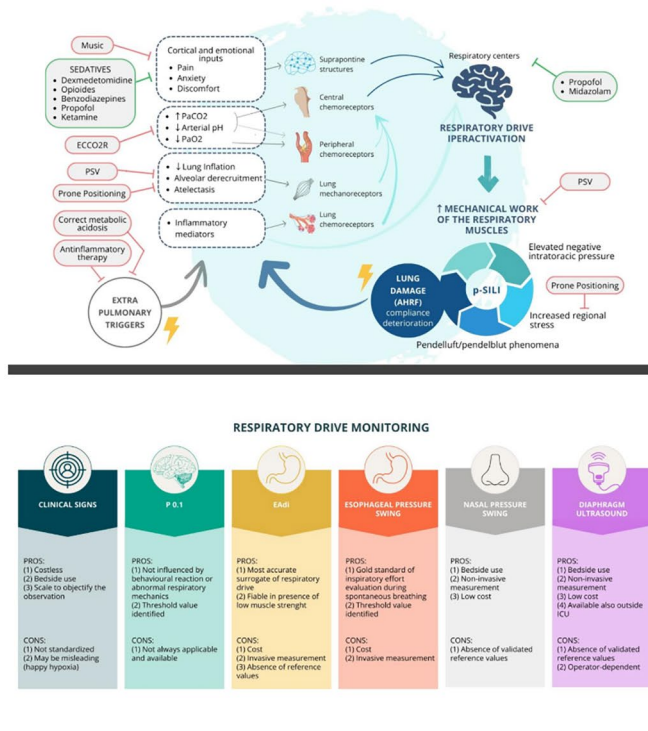 Music
SEDATIVES
• Dexmedetomidine
• Opioides
• Benzodiazepines
• Propofol
• Ketamine
ECCO2R
PSV
Prone Positioning
Correct metabolic
acidosis
Antinflammatory
therapy
EXTRA
PULMONARY
TRIGGERS
Cortical and emotional
inputs
• Pain
• Anxiety
• Discomfort
• ↑PaCO2
• ↓Arterial pH
• ↓PaO2
• ↓Lung Inflation
• Alveolar derecruitment
• Atelectasis
• Inflammatory
mediators
Suprapontine
structures
Central
chemoreceptors
Peripheral
chemoreceptors
Lung
mechanoreceptors
Lung
chemoreceptors
Respiratory centers
• Propofol
• Midazolam
RESPIRATORY DRIVE
IPERACTIVATION
PSV
↑ MECHANICAL WORK
OF THE RESPIRATORY
MUSCLES
Elevated negative
intratoracic pressure
LUNG
DAMAGE
(AHRF)
compliance
deterioration
p-SILI
Prone Positioning
Increased regional
stress
Pendelluft/pendelblut phenomena
RESPIRATORY DRIVE MONITORING
CLINICAL SIGNS
PROS:
(1) Costless
(2) Bedside use
(3) Scale to objectify the
observation
CONS:
(1) Not standardized
(2) May be misleading
(happy hypoxia)
P 0.1
PROS:
(1) Not influenced by
behavioural reaction or
abnormal respiratory
mechanics
(2) Threshold value
identified
CONS:
(1) Not always applicable
and available
EAdi
PROS:
(1) Most accurate
surrogate of respiratory
drive
(2) Fiable in presence of
low muscle strenght
CONS:
(1) Cost
(2) Invasive measurement
(3) Absence of reference
values
ESOPHAGEAL PRESSURE
SWING
PROS:
(1) Gold standard of
inspiratory effort
evaluation during
spontaneous breathing
(2) Threshold value
identified
CONS:
(1) Cost
(2) Invasive measurement
NASAL PRESSURE
SWING
PROS:
(1) Bedside use
(2) Non-invasive
measurement
(3) Low cost
CONS:
(1) Absence of validated
reference values
DIAPHRAGM
ULTRASOUND
PROS:
(1) Bedside use
(2) Non-invasive
measurement
(3) Low cost
(4) Available also outside
ICU
CONS:
(1) Absence of validated
reference values
(2) Operator-dependent